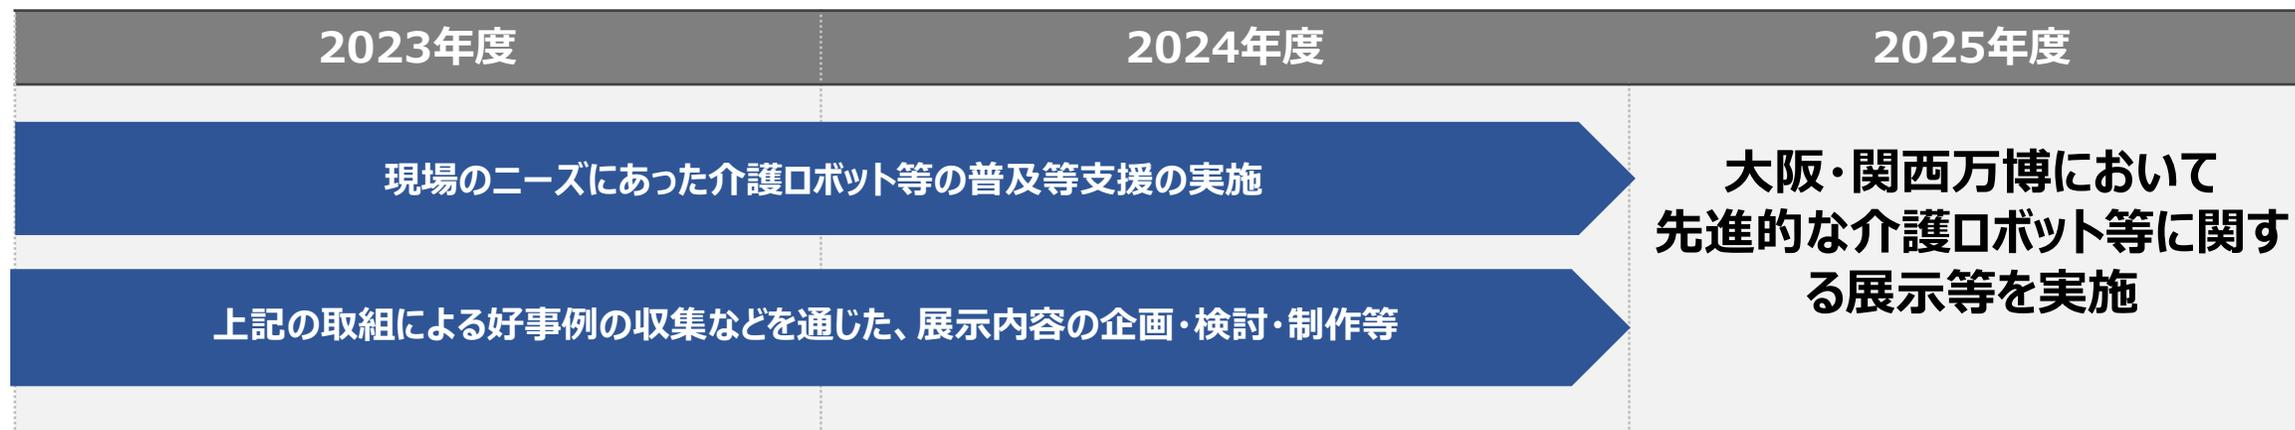 2023年度
2024年度
2025年度
現場のニーズにあった介護ロボット等の普及等支援の実施
上記の取組による好事例の収集などを通じた、展示内容の企画・検討・制作等
大阪・関西万博において
先進的な介護ロボット等に関す
る展示等を実施